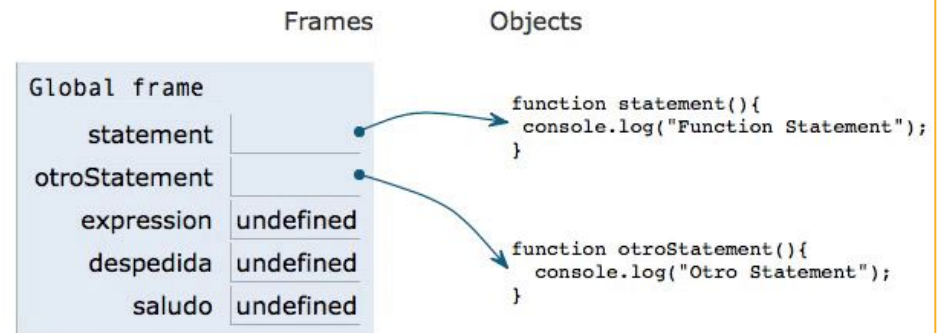 Frames Objects
Global frame
statement
otroStatement
expression undefined
despedida undefined
saludo undefined
function statement(){
console.log("Function Statement");
}
function otroStatement(){
console.log("Otro Statement");
}